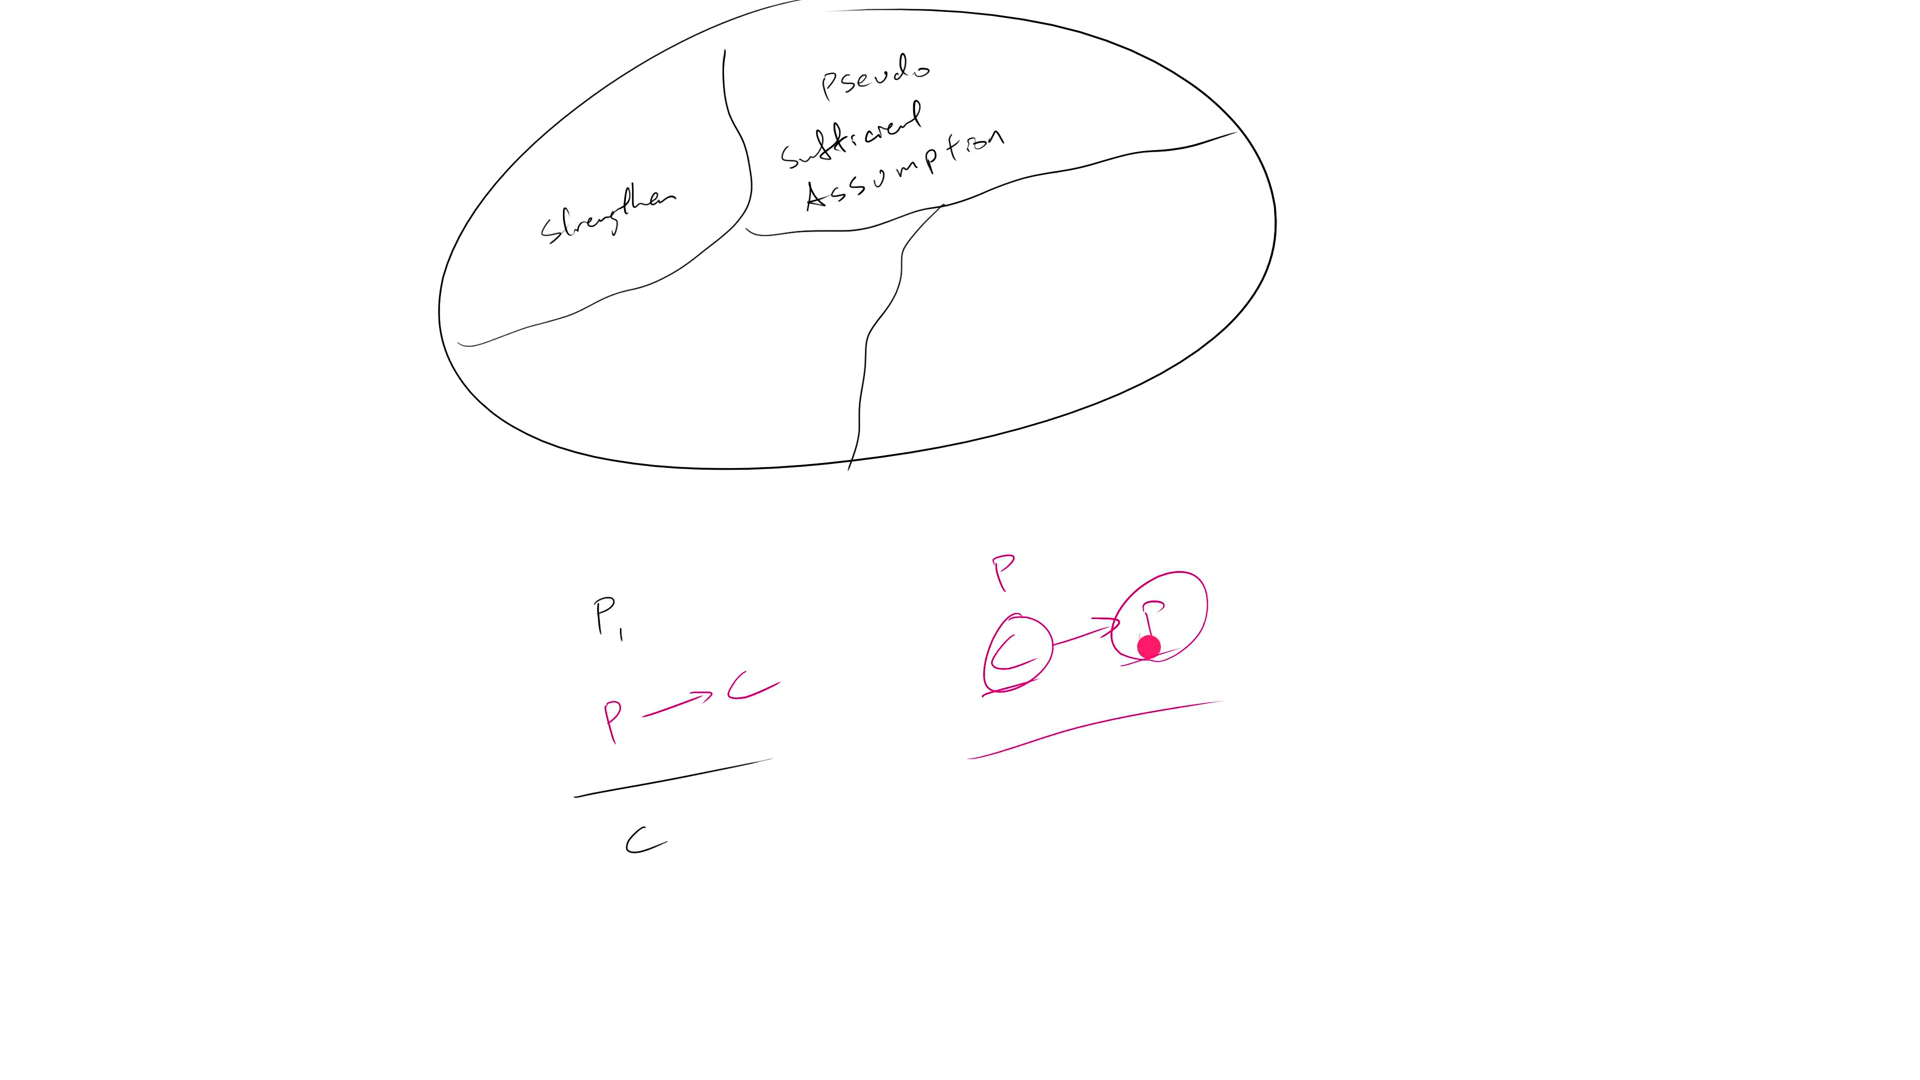 Pseudo
Sufficient
Assumption
Strengthen
P
C → P
P1
P → C
C